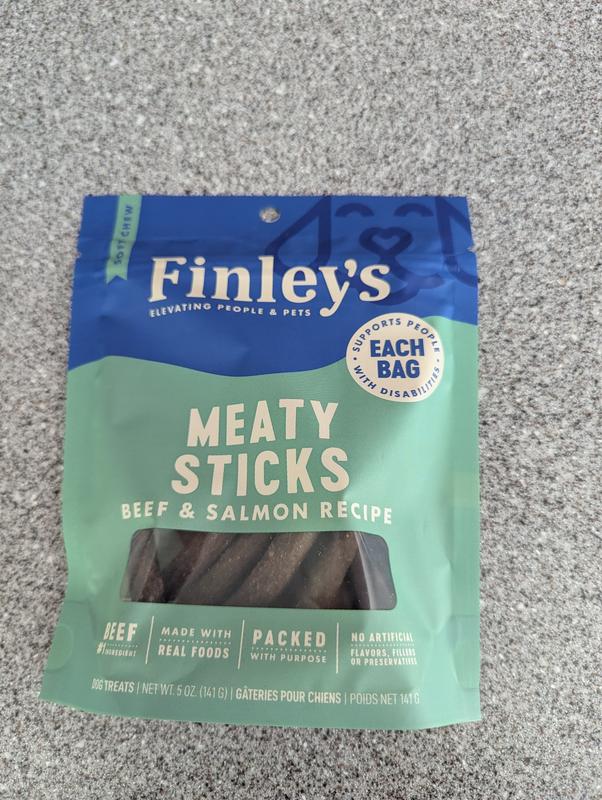 SOFT CHEW
Finley's
ELEVATING PEOPLE & PETS
• SUPPORTS PEOPLE •
EACH
BAG
WITH DISABILITIES
MEATY
STICKS
BEEF & SALMON RECIPE
BEEF
#1 INGREDIENT
MADE WITH
REAL FOODS
PACKED
WITH PURPOSE
NO ARTIFICIAL
FLAVORS, FILLERS
OR PRESERVATIVES
DOG TREATS | NET WT. 5 OZ. (141 G) | GÂTERIES POUR CHIENS | POIDS NET 141 G